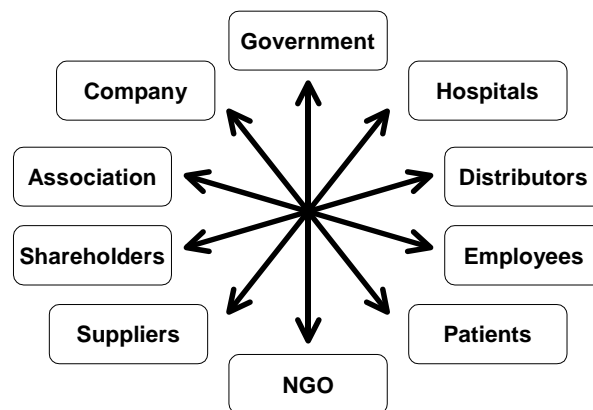 Government
Company
Hospitals
Association
Distributors
Shareholders
Employees
Suppliers
Patients
NGO